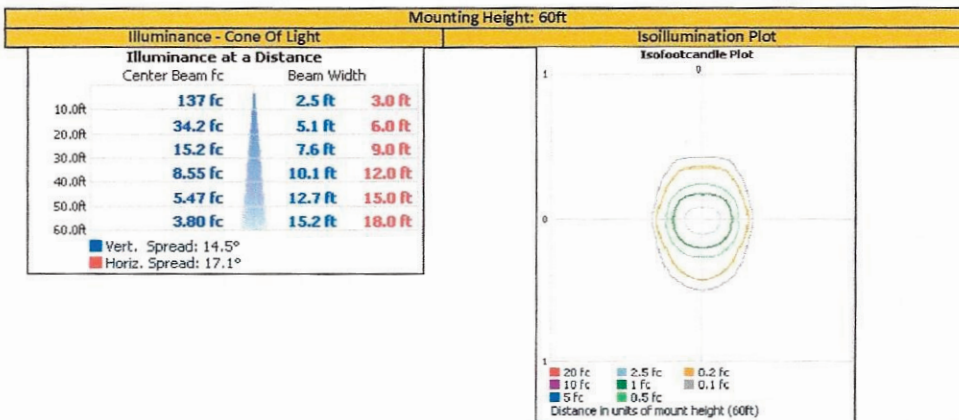 Mounting Height: 60ft
Illuminance - Cone Of Light
Isoillumination Plot
Illuminance at a Distance
Center Beam fc Beam Width
10.0ft 137 fc 2.5 ft 3.0 ft
20.0ft 34.2 fc 5.1 ft 6.0 ft
30.0ft 15.2 fc 7.6 ft 9.0 ft
40.0ft 8.55 fc 10.1 ft 12.0 ft
50.0ft 5.47 fc 12.7 ft 15.0 ft
60.0ft 3.80 fc 15.2 ft 18.0 ft
Vert. Spread: 14.5°
Horiz. Spread: 17.1°
Isofootcandle Plot
0
1
0
1
20 fc 2.5 fc 0.2 fc
10 fc 1 fc 0.1 fc
5 fc 0.5 fc
Distance in units of mount height (60ft)